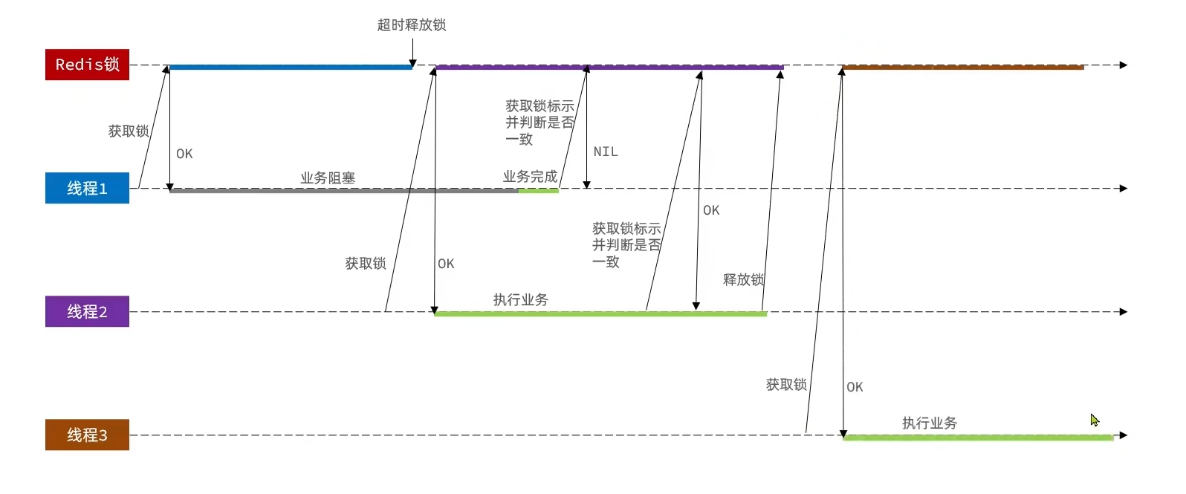 超时释放锁
Redis锁
获取锁
OK
获取锁标示
并判断是否
一致
NIL
线程1
业务阻塞
业务完成
获取锁
OK
获取锁标示
并判断是否
一致
OK
释放锁
线程2
执行业务
获取锁
OK
线程3
执行业务